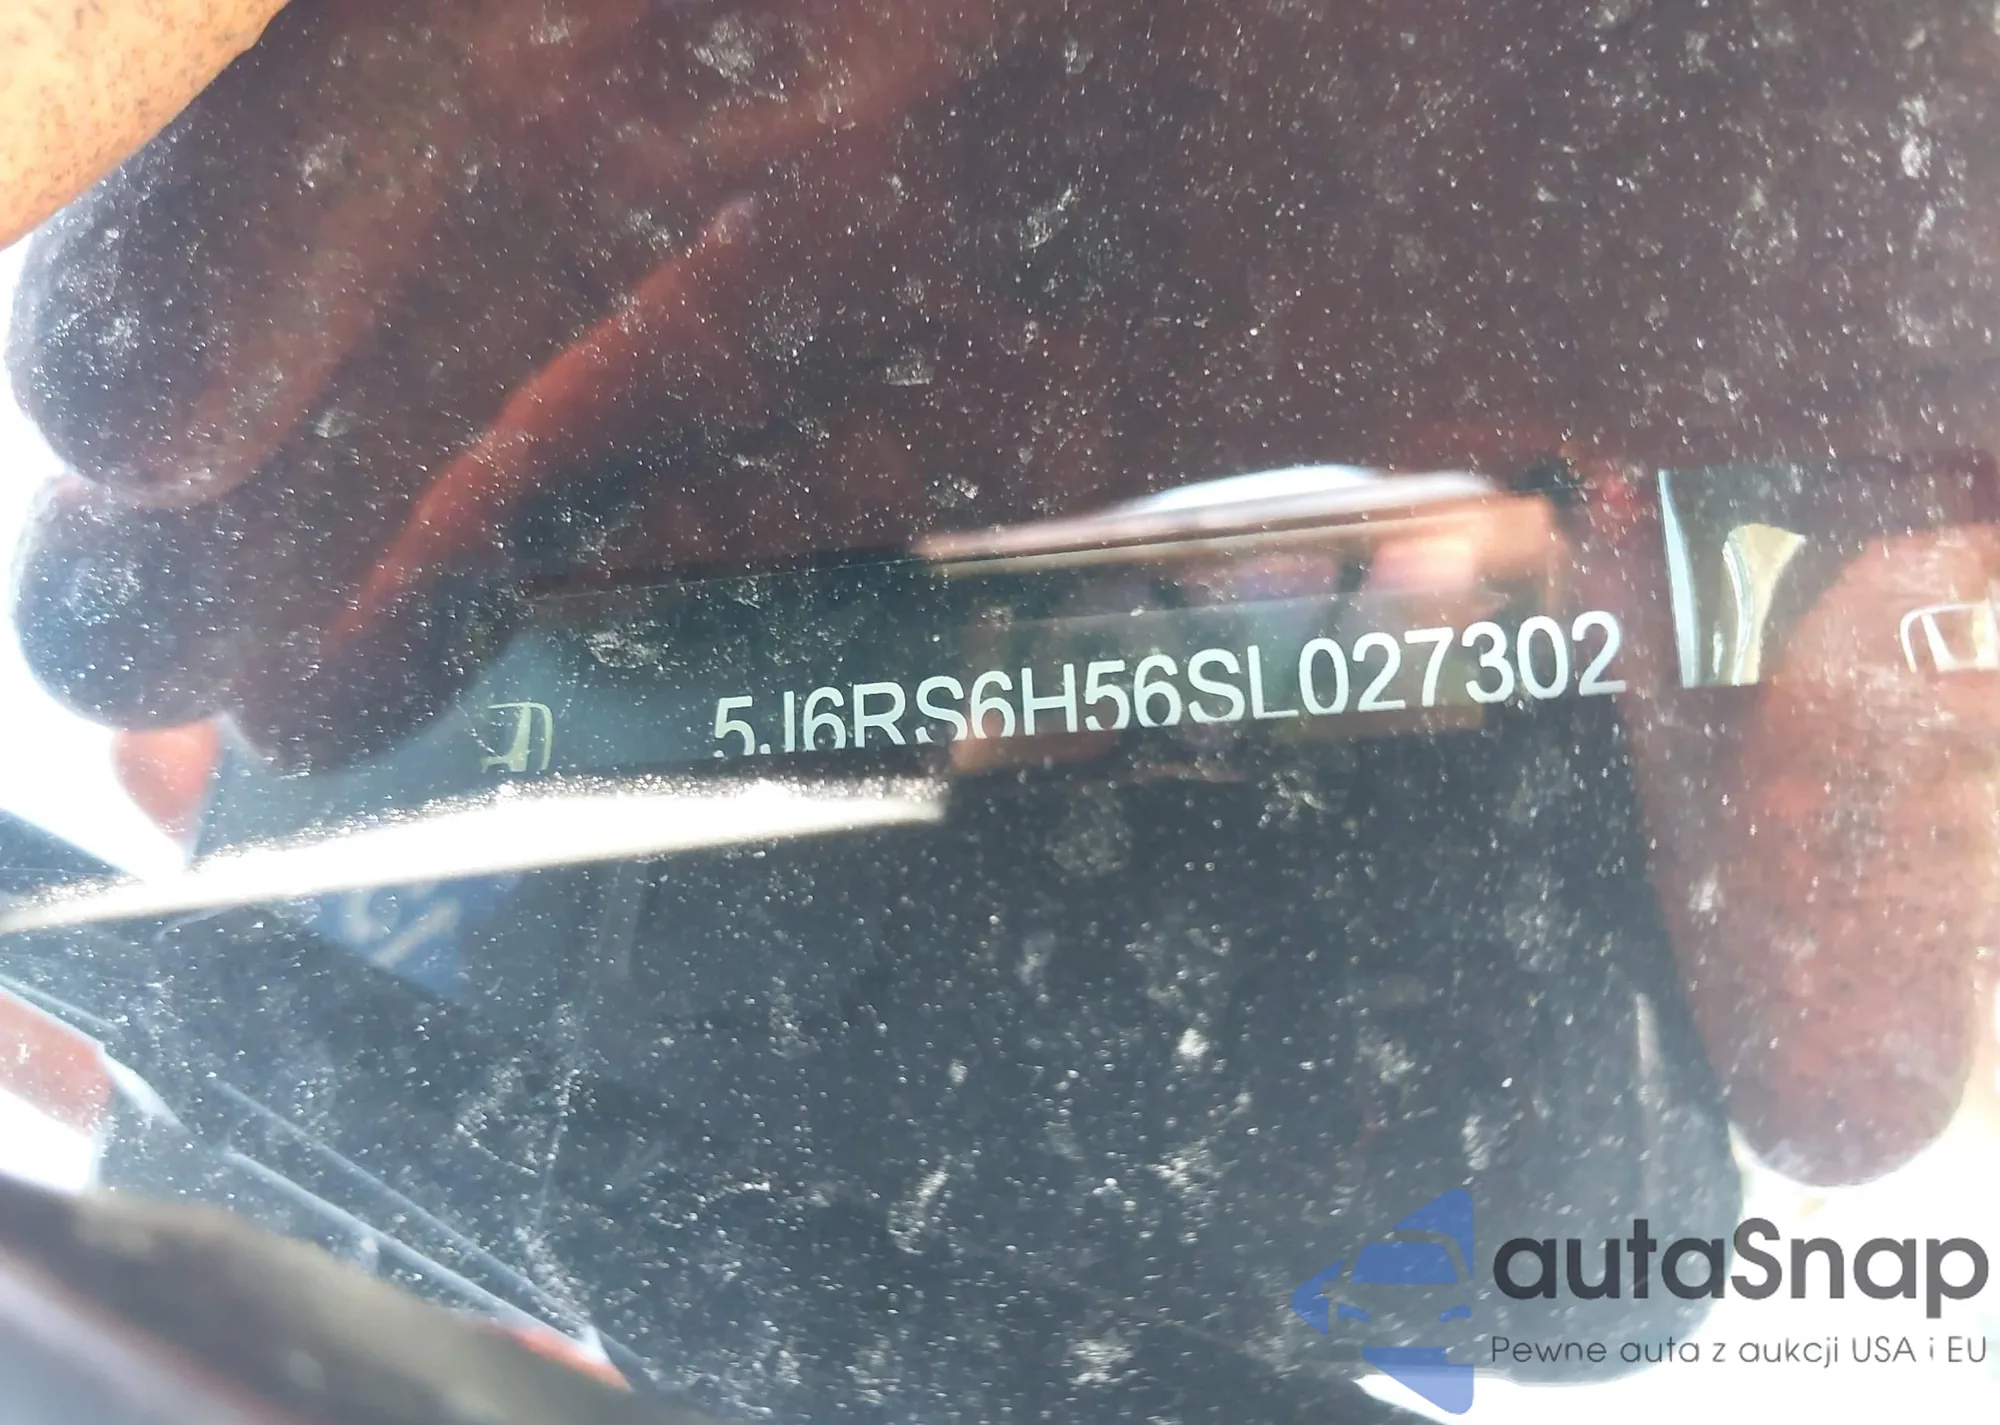 5J6RS6H56SL027302
autaSnap
Pewne auta z aukcji USA i EU